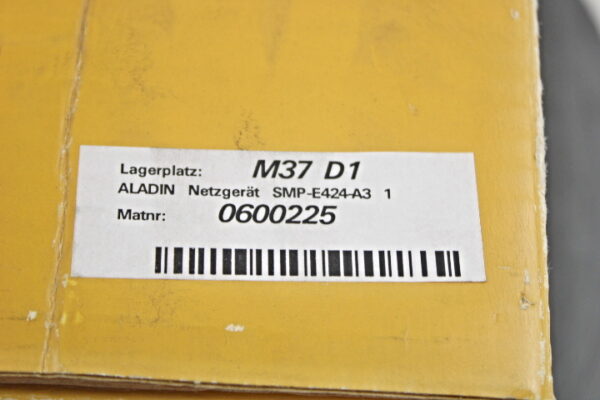 Lagerplatz: M37 D1
ALADIN Netzgerät SMP-E424-A3 1
Matnr: 0600225